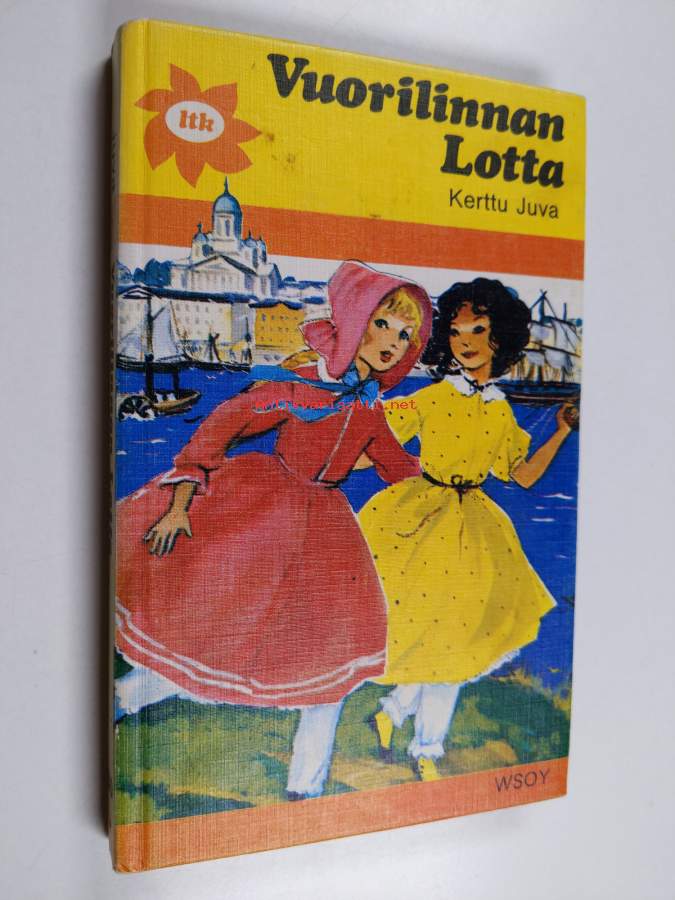 ltk
Vuorilinnan
Lotta
Kerttu Juva
WSOY